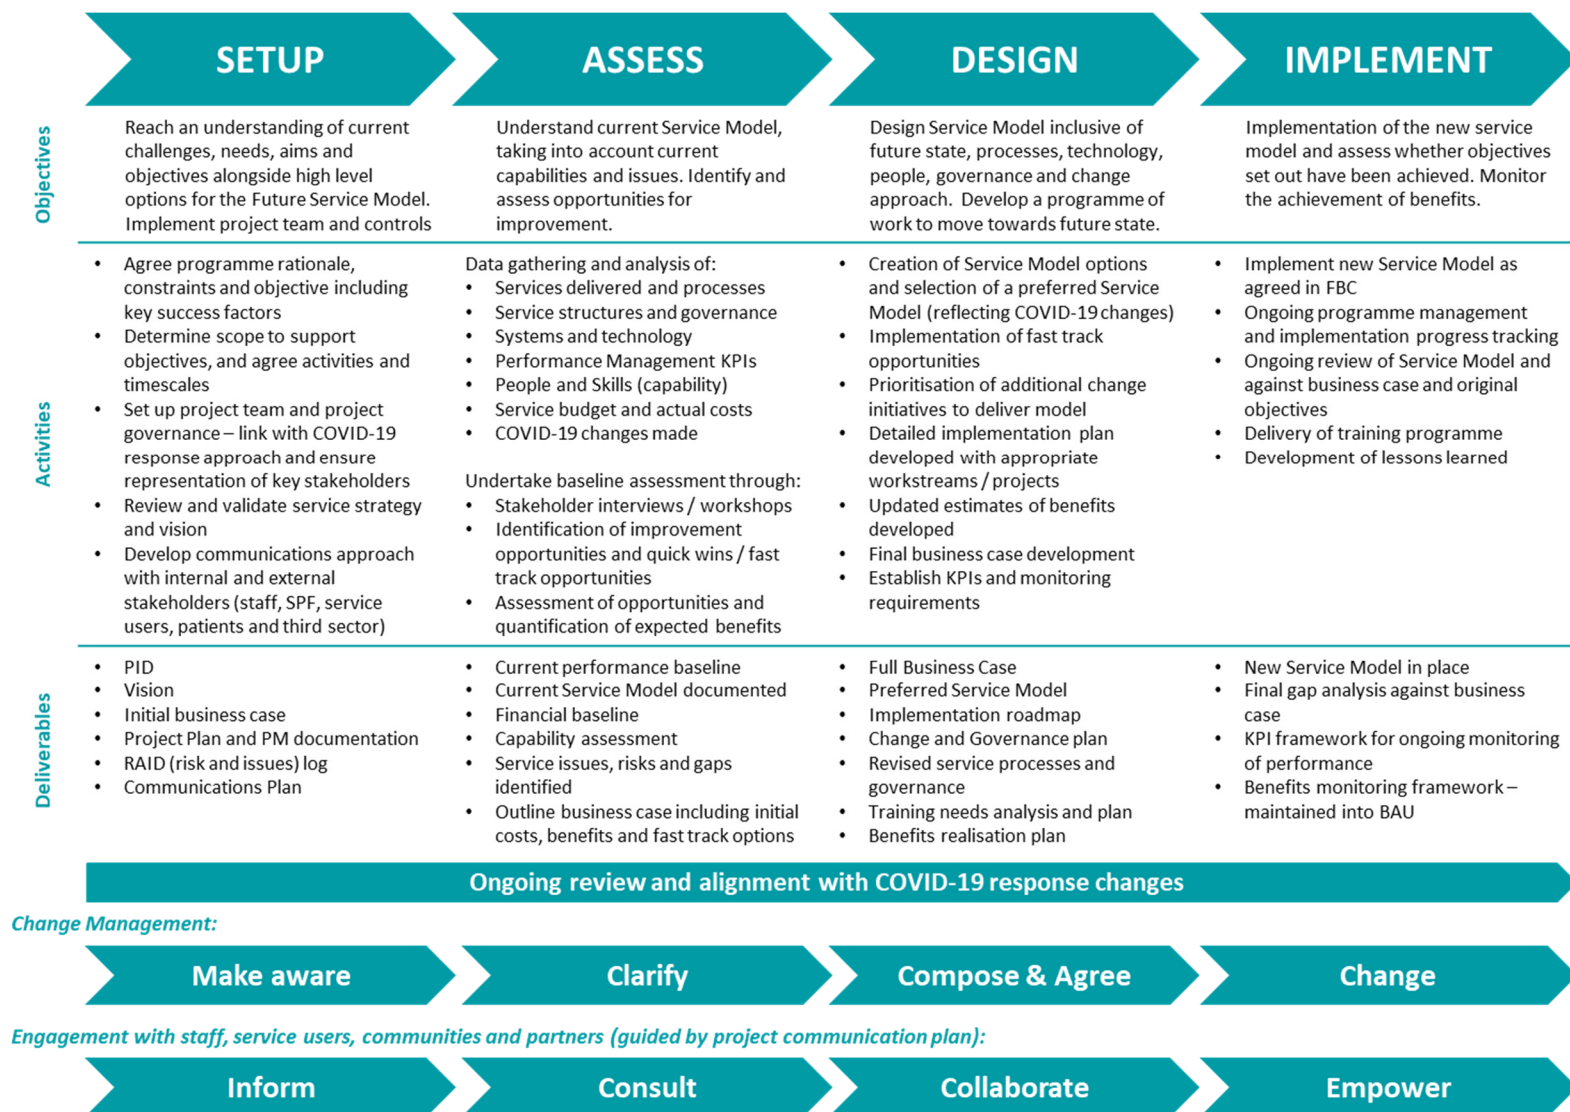 SETUP
ASSESS
DESIGN
IMPLEMENT
Objectives
Reach an understanding of current
challenges, needs, aims and
objectives alongside high level
options for the Future Service Model.
Implement project team and controls
Understand current Service Model,
taking into account current
capabilities and issues. Identify and
assess opportunities for
improvement.
Design Service Model inclusive of
future state, processes, technology,
people, governance and change
approach. Develop a programme of
work to move towards future state.
Implementation of the new service
model and assess whether objectives
set out have been achieved. Monitor
the achievement of benefits.
Activities
• Agree programme rationale,
constraints and objective including
key success factors
• Determine scope to support
objectives, and agree activities and
timescales
• Set up project team and project
governance – link with COVID-19
response approach and ensure
representation of key stakeholders
• Review and validate service strategy
and vision
• Develop communications approach
with internal and external
stakeholders (staff, SPF, service
users, patients and third sector)
Data gathering and analysis of:
• Services delivered and processes
• Service structures and governance
• Systems and technology
• Performance Management KPIs
• People and Skills (capability)
• Service budget and actual costs
• COVID-19 changes made
Undertake baseline assessment through:
• Stakeholder interviews / workshops
• Identification of improvement
opportunities and quick wins / fast
track opportunities
• Assessment of opportunities and
quantification of expected benefits
• Creation of Service Model options
and selection of a preferred Service
Model (reflecting COVID-19 changes)
• Implementation of fast track
opportunities
• Prioritisation of additional change
initiatives to deliver model
• Detailed implementation plan
developed with appropriate
workstreams / projects
• Updated estimates of benefits
developed
• Final business case development
• Establish KPIs and monitoring
requirements
• Implement new Service Model as
agreed in FBC
• Ongoing programme management
and implementation progress tracking
• Ongoing review of Service Model and
against business case and original
objectives
• Delivery of training programme
• Development of lessons learned
Deliverables
• PID
• Vision
• Initial business case
• Project Plan and PM documentation
• RAID (risk and issues) log
• Communications Plan
• Current performance baseline
• Current Service Model documented
• Financial baseline
• Capability assessment
• Service issues, risks and gaps
identified
• Outline business case including initial
costs, benefits and fast track options
• Full Business Case
• Preferred Service Model
• Implementation roadmap
• Change and Governance plan
• Revised service processes and
governance
• Training needs analysis and plan
• Benefits realisation plan
• New Service Model in place
• Final gap analysis against business
case
• KPI framework for ongoing monitoring
of performance
• Benefits monitoring framework –
maintained into BAU
Ongoing review and alignment with COVID-19 response changes
Change Management:
Make aware
Clarify
Compose & Agree
Change
Engagement with staff, service users, communities and partners (guided by project communication plan):
Inform
Consult
Collaborate
Empower